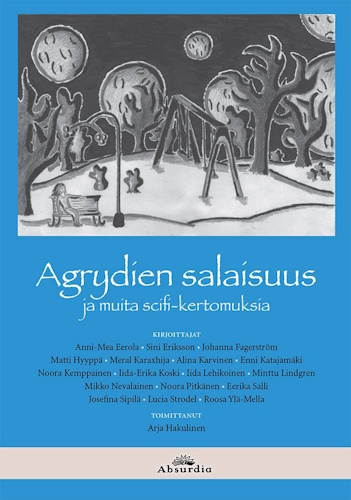 Agrydien salaisuus
ja muita scifi-kertomuksia
KIRJOITTAJAT
Anni-Mea Eerola • Sini Eriksson • Johanna Fagerström
Matti Hyyppä • Meral Karaxhija • Alina Karvinen • Enni Katajamäki
Noora Kemppainen • Iida-Erika Koski • Iida Lehikoinen • Minttu Lindgren
Mikko Nevalainen • Noora Pitkänen • Eerika Salli
Josefina Sipilä • Lucia Strodel • Roosa Ylä-Mella
TOIMITTANUT
Arja Hakulinen
Absurdia